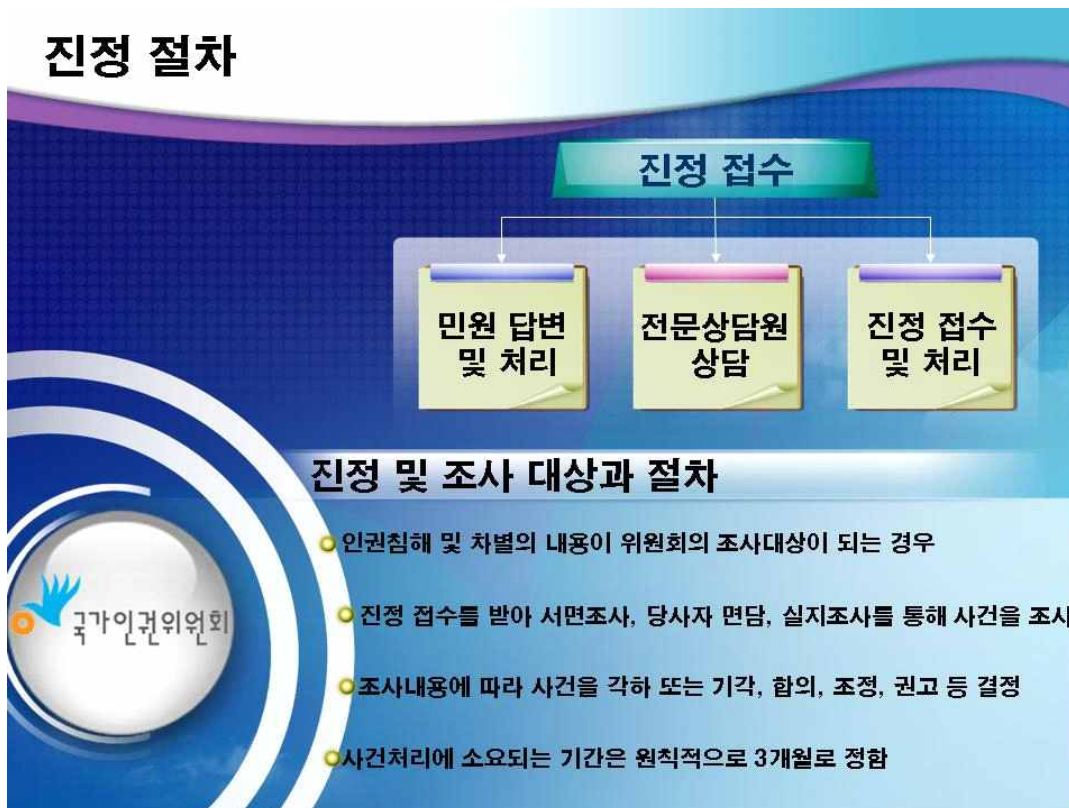 진정 절차
진정 접수
민원 답변
및 처리
전문상담원
상담
진정 접수
및 처리
진정 및 조사 대상과 절차
인권침해 및 차별의 내용이 위원회의 조사대상이 되는 경우
진정 접수를 받아 서면조사, 당사자 면담, 실지조사를 통해 사건을 조사
조사내용에 따라 사건을 각하 또는 기각, 합의, 조정, 권고 등 결정
사건처리에 소요되는 기간은 원칙적으로 3개월로 정함
국가인권위원회